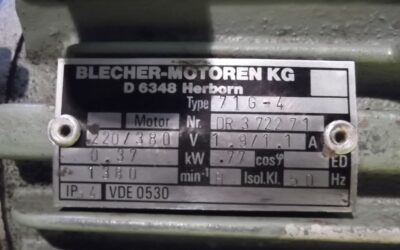 BLECHER-MOTOREN KG
D 6348 Herborn
Type 71 G-4
Motor Nr. DR 3 722 71
220/380 V 1.9/1.1 A
0.37 kW .77 cosφ ED
1380 min⁻¹ Isol.Kl. 50 Hz
IP. 4 VDE 0530